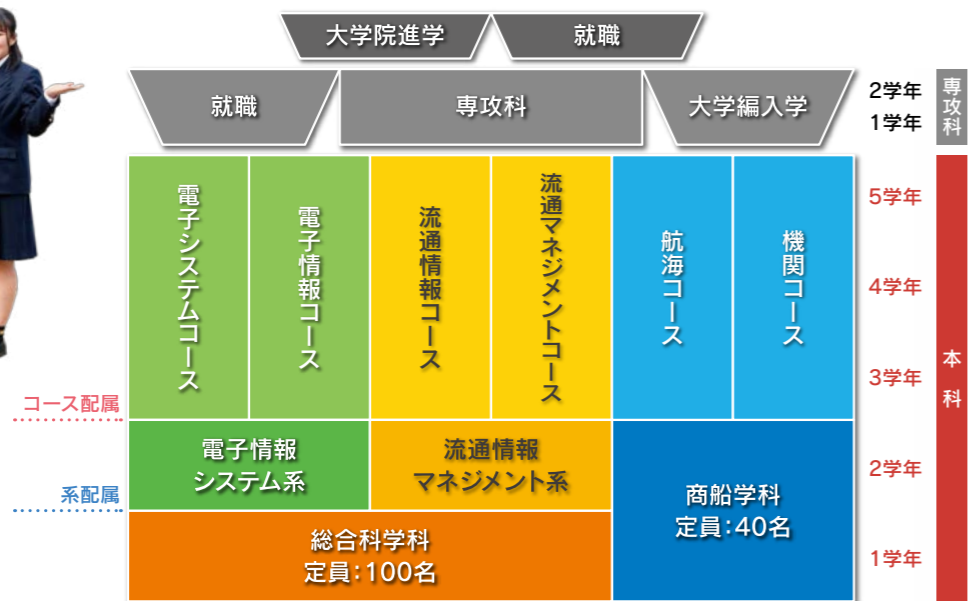 大学院進学
就職
就職
専攻科
大学編入学
2学年
1学年
専攻科
電子システムコース
電子情報コース
流通情報コース
流通マネジメントコース
航海コース
機関コース
5学年
4学年
3学年
本科
コース配属
電子情報
システム系
流通情報
マネジメント系
2学年
系配属
商船学科
定員:40名
総合科学科
定員:100名
1学年